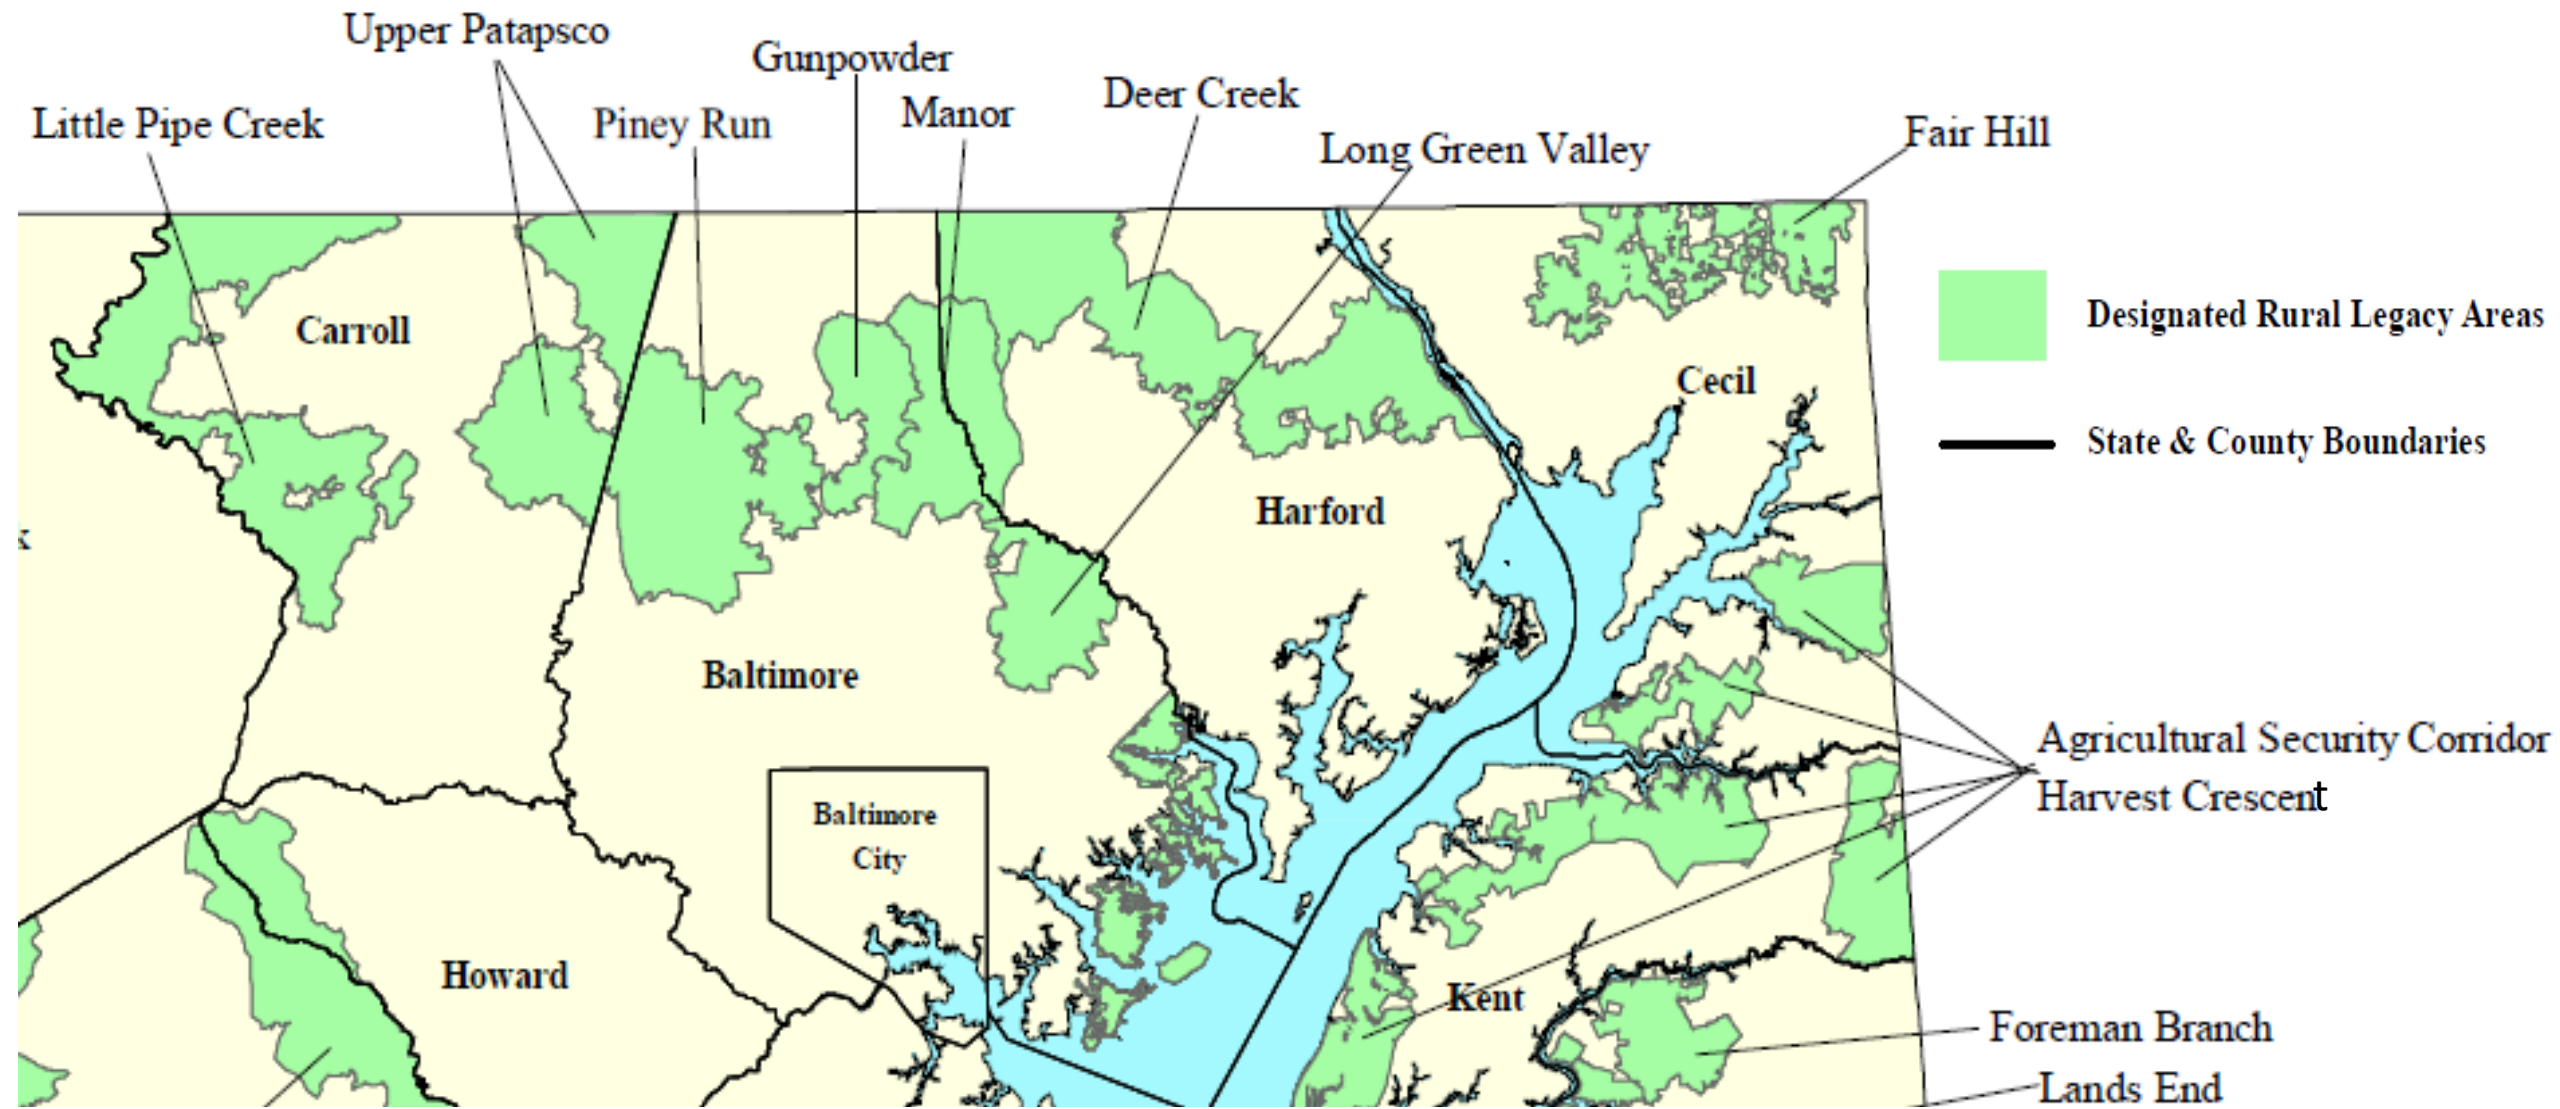 Upper Patapsco
Gunpowder
Deer Creek
Manor
Little Pipe Creek
Piney Run
Long Green Valley
Fair Hill
Designated Rural Legacy Areas
Carroll
Cecil
State & County Boundaries
Harford
Baltimore
Agricultural Security Corridor
Harvest Crescent
Baltimore
City
Howard
Kent
Foreman Branch
Lands End